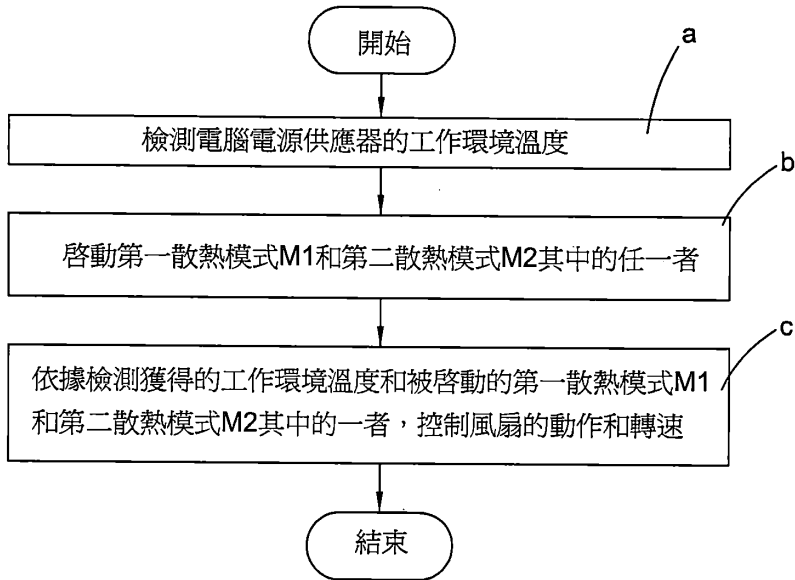 開始
a
檢測電腦電源供應器的工作環境溫度
b
啓動第一散熱模式M1和第二散熱模式M2其中的任一者
c
依據檢測獲得的工作環境溫度和被啓動的第一散熱模式M1
和第二散熱模式M2其中的一者，控制風扇的動作和轉速
結束